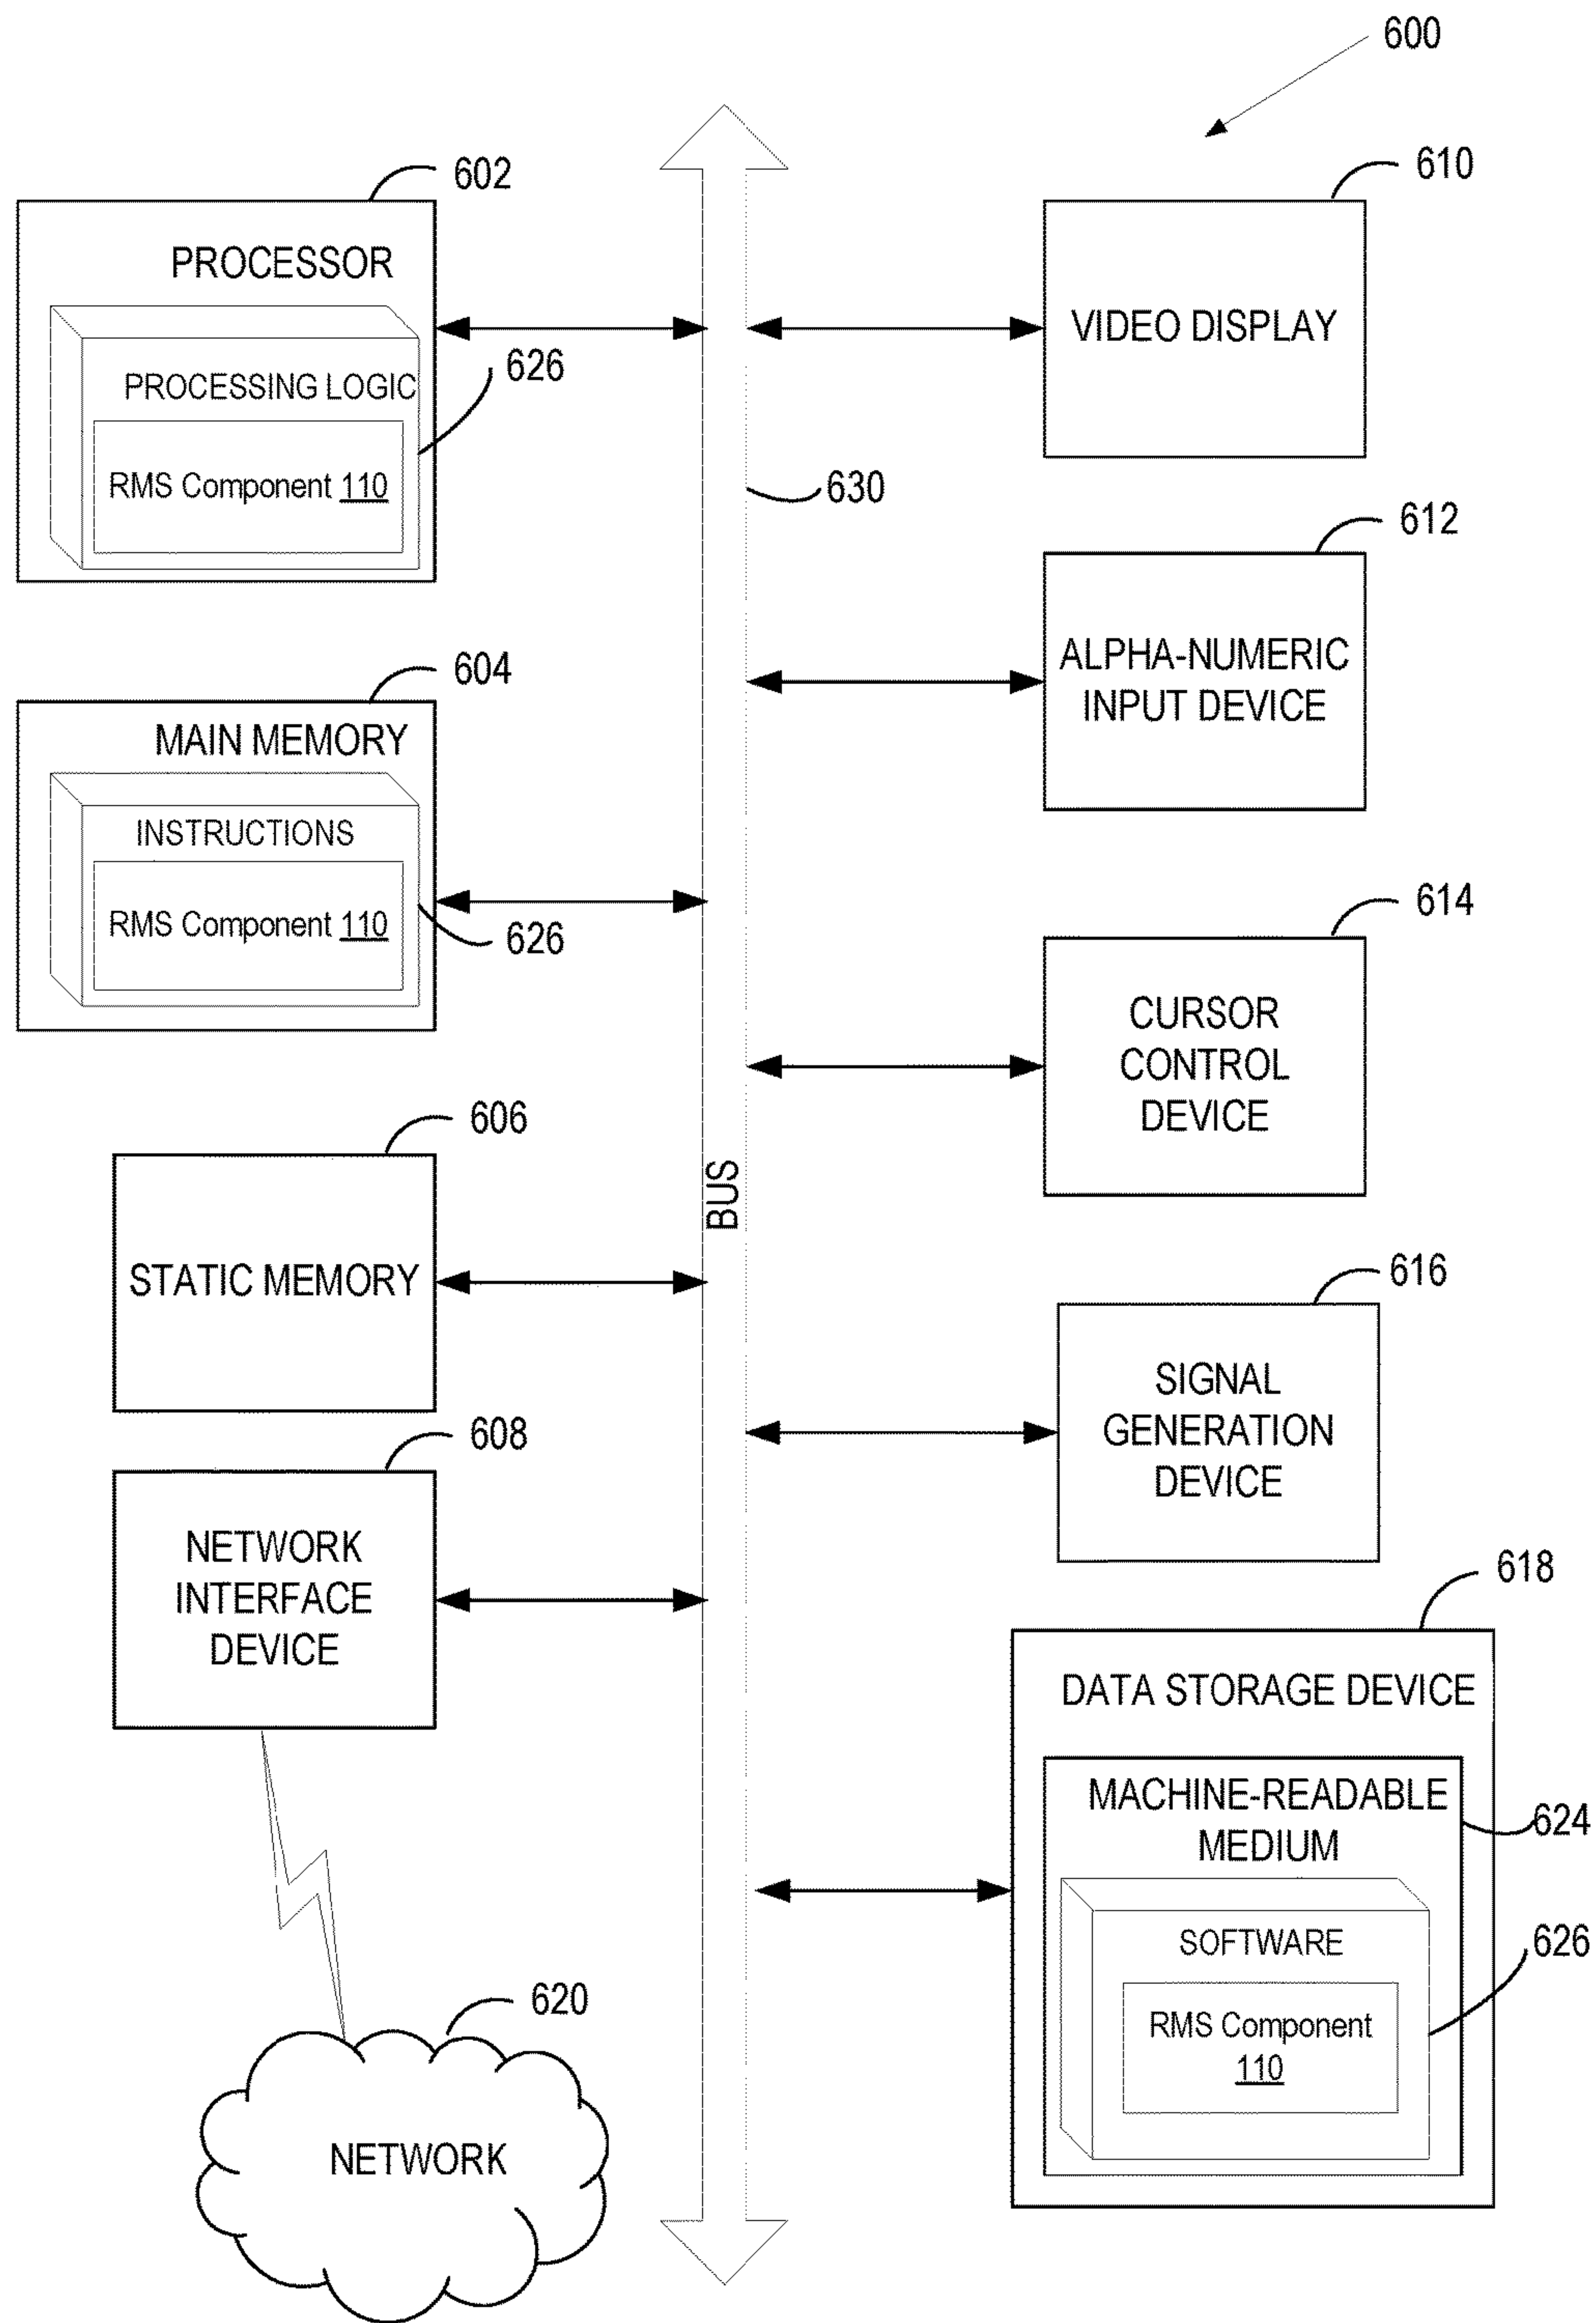 600
602
PROCESSOR
PROCESSING LOGIC
626
RMS Component 110
604
MAIN MEMORY
INSTRUCTIONS
RMS Component 110
626
606
STATIC MEMORY
608
NETWORK
INTERFACE
DEVICE
620
NETWORK
BUS
630
610
VIDEO DISPLAY
612
ALPHA-NUMERIC
INPUT DEVICE
614
CURSOR
CONTROL
DEVICE
616
SIGNAL
GENERATION
DEVICE
618
DATA STORAGE DEVICE
MACHINE-READABLE
MEDIUM
624
SOFTWARE
626
RMS Component
110